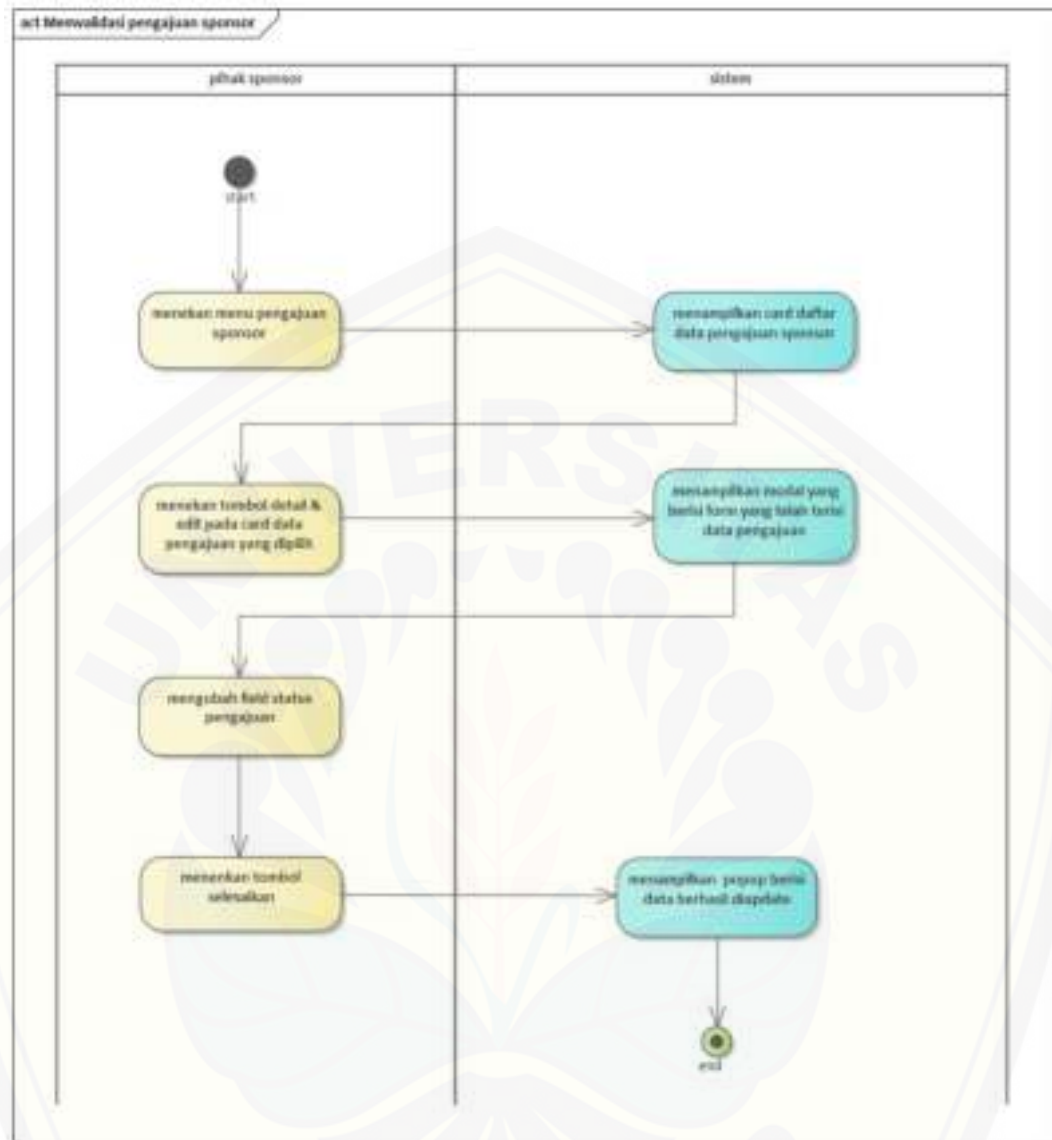 act Menvalidasi pengajuan sponsor
pihak sponsor
sistem
start
menekan menu pengajuan
sponsor
menampilkan card daftar
data pengajuan sponsor
menekan tombol detail &
edit pada card data
pengajuan yang dipilih
menampilkan modal yang
berisi form yang telah terisi
data pengajuan
mengubah field status
pengajuan
menenkan tombol
selesaikan
menampilkan popup berisi
data berhasil diupdate
end
UNIVERSITAS